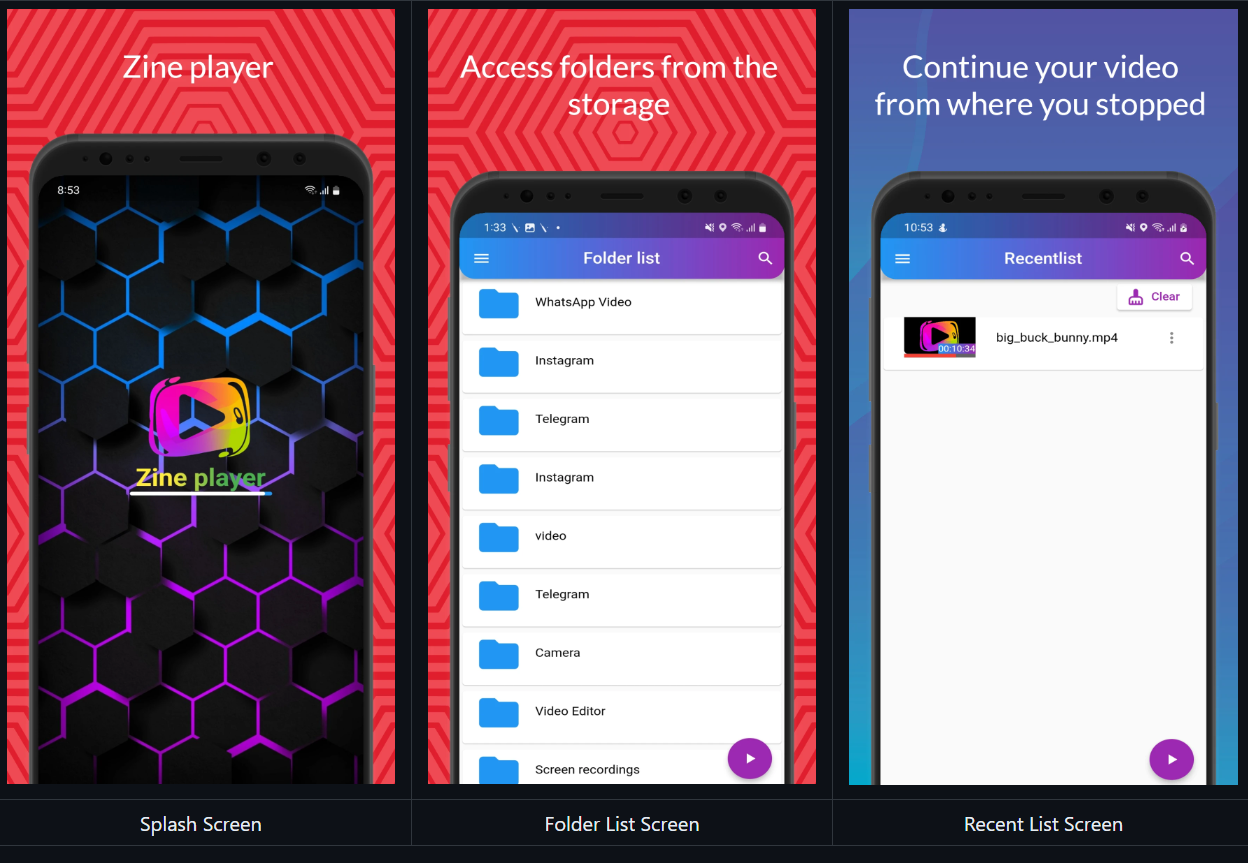 Zine player
8:53
Zine player
Splash Screen
Access folders from the
storage
1:33
Folder list
WhatsApp Video
Instagram
Telegram
Instagram
video
Telegram
Camera
Video Editor
Screen recordings
Folder List Screen
Continue your video
from where you stopped
10:53
Recentlist
Clear
00:10:34
big_buck_bunny.mp4
Recent List Screen